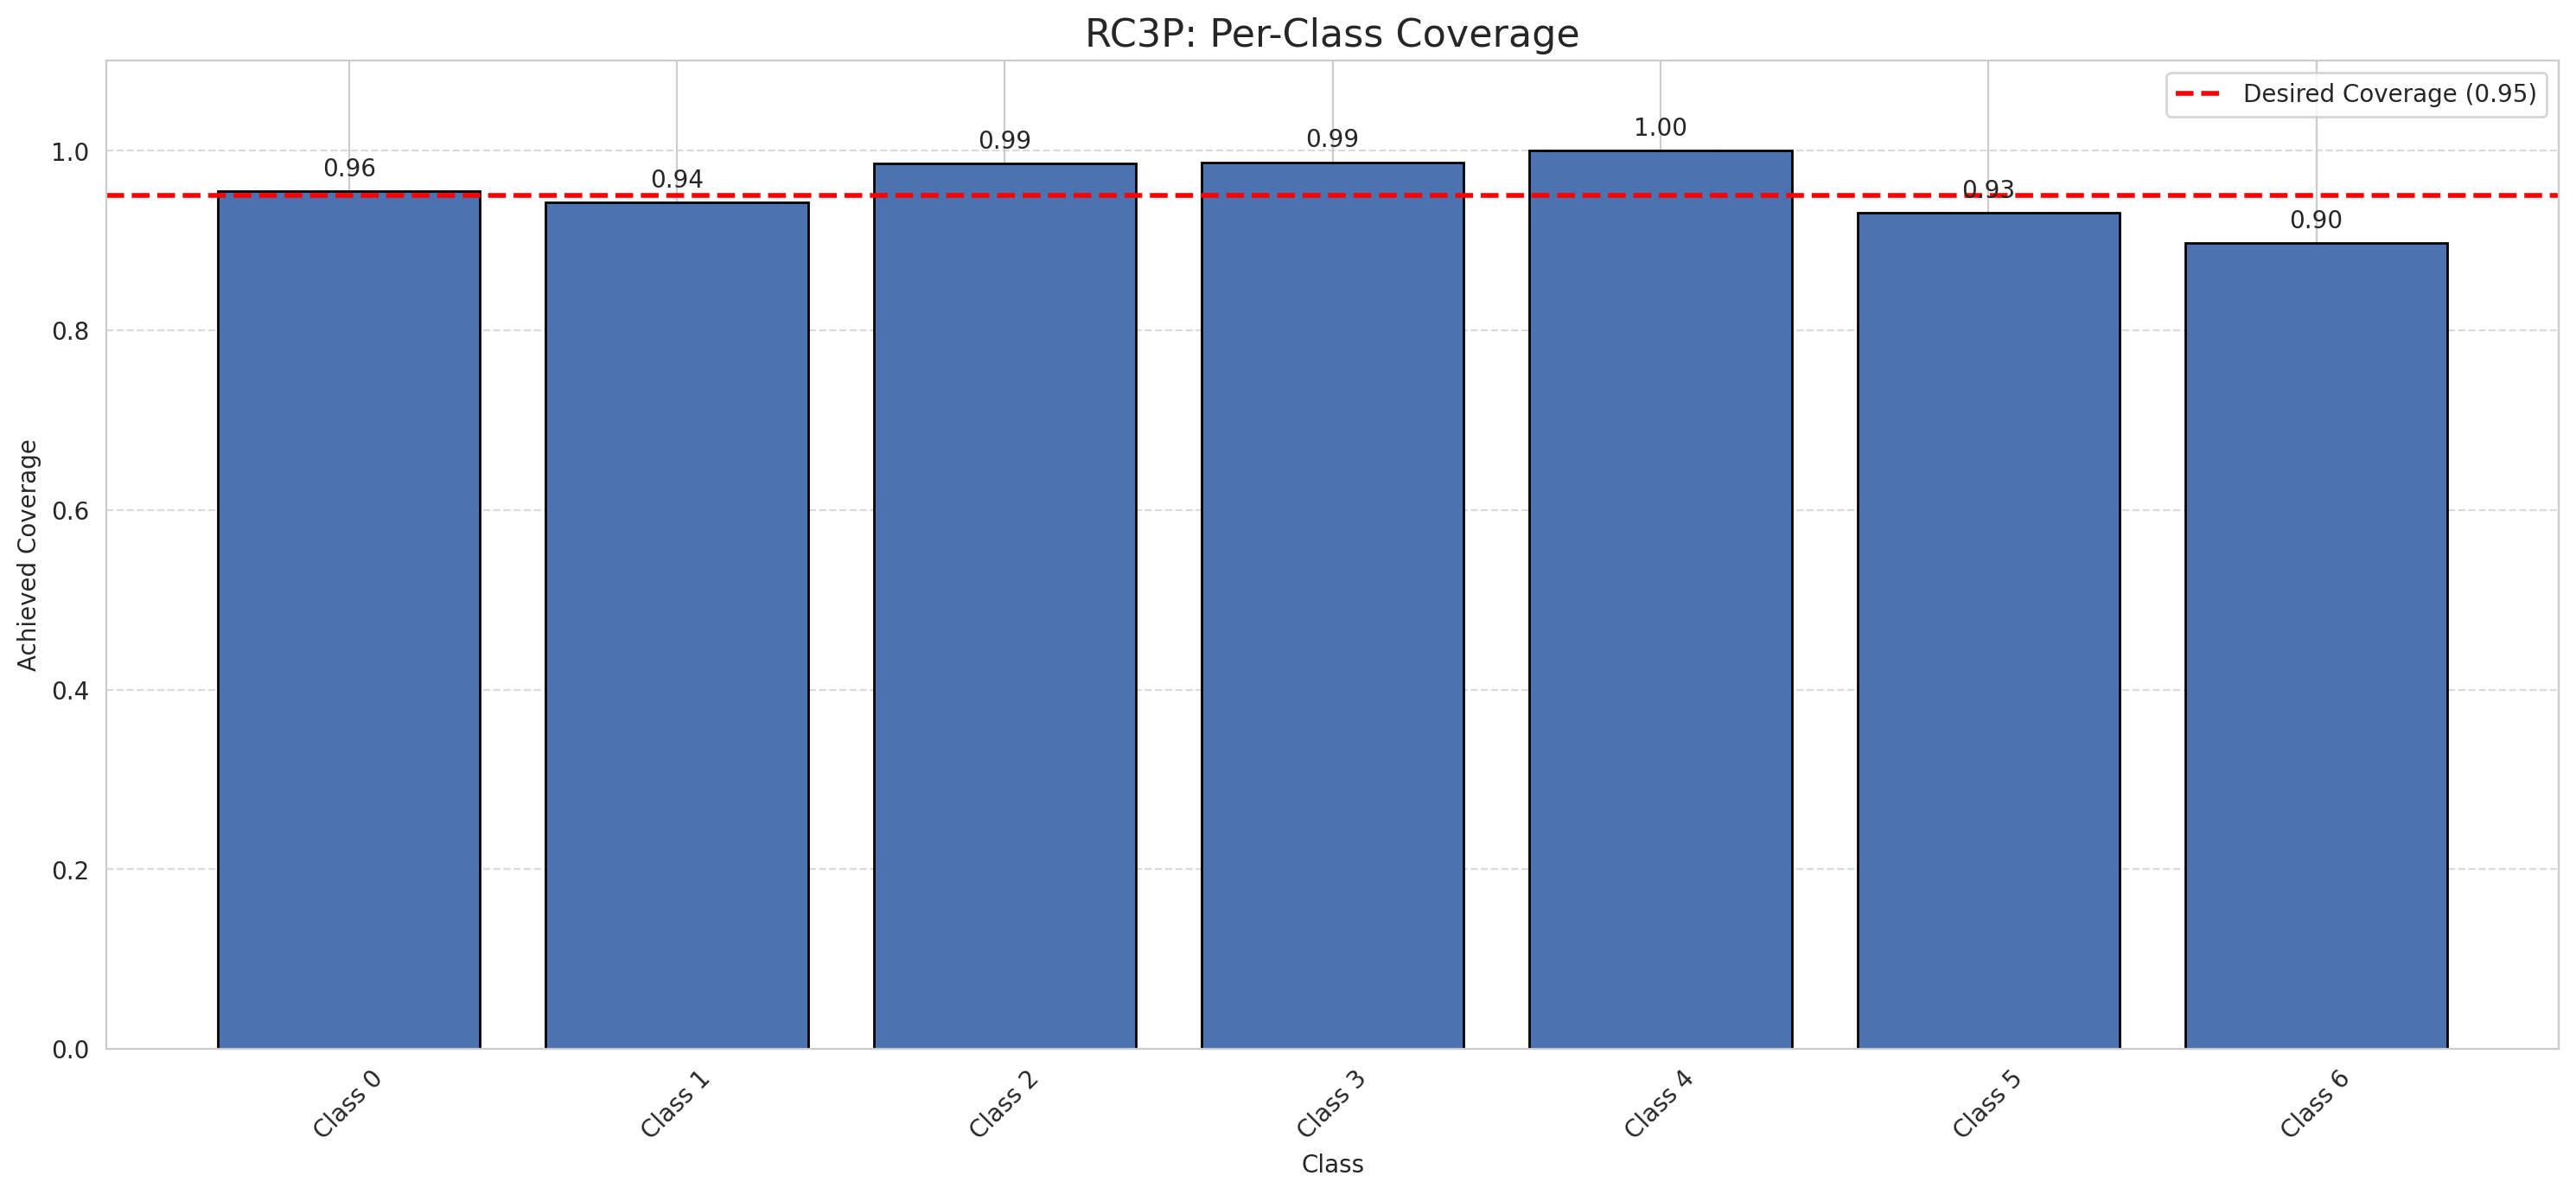 RC3P: Per-Class Coverage
Desired Coverage (0.95)
1.00
0.99
0.99
0.96
0.94
0.93
0.90
1.0
0.8
0.6
0.4
0.2
0.0
Achieved Coverage
Class 0
Class 1
Class 2
Class 3
Class 4
Class 5
Class 6
Class